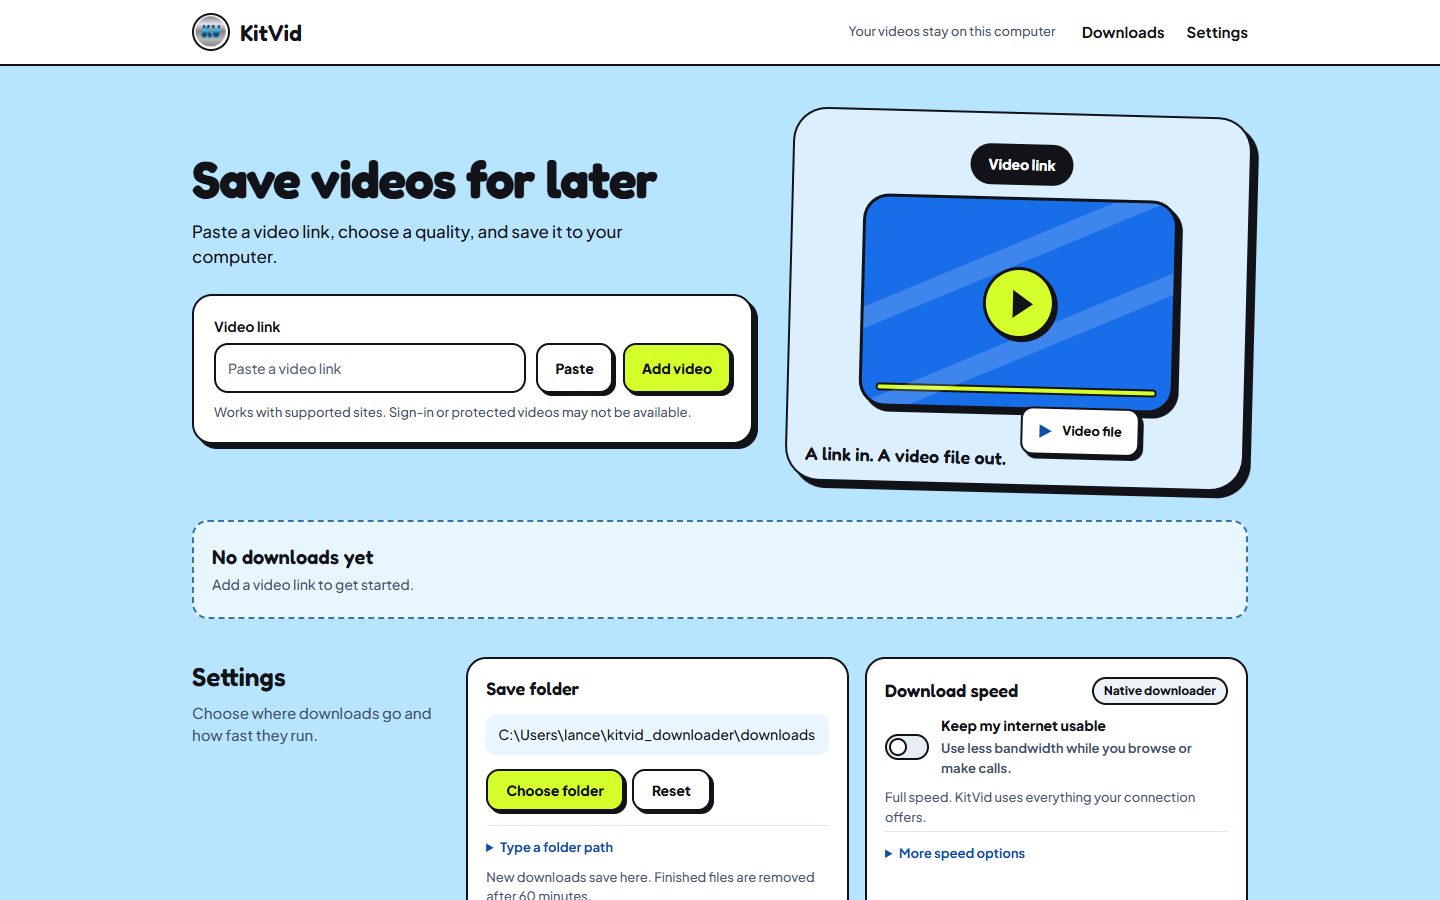 KV KitVid
Your videos stay on this computer
Downloads
Settings
Save videos for later
Paste a video link, choose a quality, and save it to your
computer.
Video link
Paste a video link
Paste
Add video
Works with supported sites. Sign-in or protected videos may not be available.
Video link
Video file
A link in. A video file out.
No downloads yet
Add a video link to get started.
Settings
Choose where downloads go and
how fast they run.
Save folder
C:\Users\lance\kitvid_downloader\downloads
Choose folder
Reset
Type a folder path
New downloads save here. Finished files are removed
after 60 minutes.
Download speed
Native downloader
Keep my internet usable
Use less bandwidth while you browse or
make calls.
Full speed. KitVid uses everything your connection
offers.
More speed options